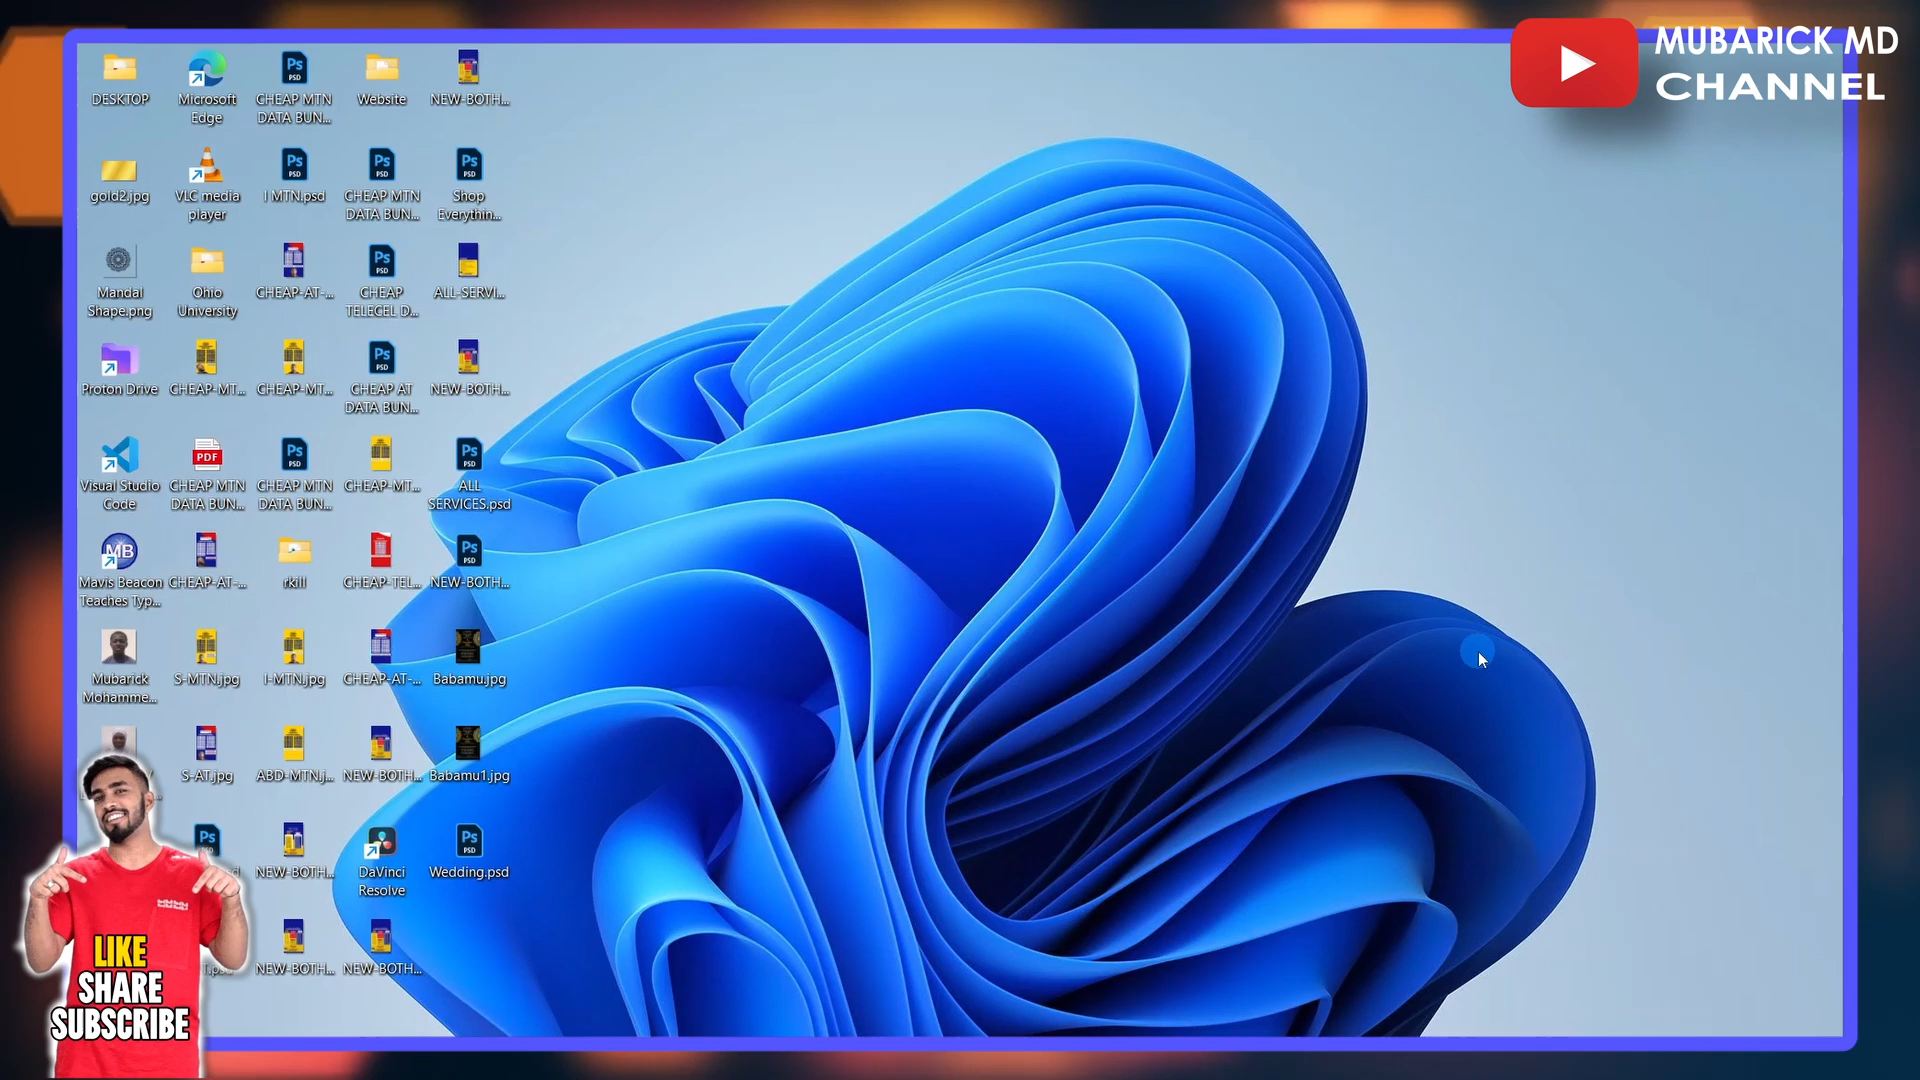 MUBARICK MD
CHANNEL
DESKTOP
Microsoft
Edge
CHEAP MTN
DATA BUN...
Website
NEW-BOTH...
gold2.jpg
VLC media
player
I MTN.psd
CHEAP MTN
DATA BUN...
Shop
Everythin...
Mandal
Shape.png
Ohio
University
CHEAP-AT-...
CHEAP
TELECEL D...
ALL-SERVI...
Proton Drive
CHEAP-MT...
CHEAP-MT...
CHEAP AT
DATA BUN...
NEW-BOTH...
Visual Studio
Code
PDF
CHEAP MTN
DATA BUN...
CHEAP MTN
DATA BUN...
CHEAP-MT...
ALL
SERVICES.psd
MB
Mavis Beacon
Teaches Typ...
CHEAP-AT-...
rkill
CHEAP-TEL...
NEW-BOTH...
Mubarick
Mohamme...
S-MTN.jpg
I-MTN.jpg
CHEAP-AT-...
Babamu.jpg
S-AT.jpg
ABD-MTN.j...
NEW-BOTH...
Babamu1.jpg
NEW-BOTH...
DaVinci
Resolve
Ps
PSD
Wedding.psd
NEW-BOTH...
NEW-BOTH...
LIKE
SHARE
SUBSCRIBE